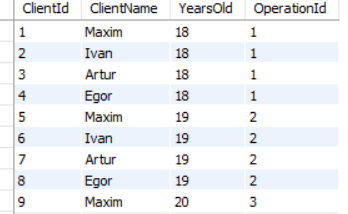 ClientId ClientName YearsOld OperationId
1 Maxim 18 1
2 Ivan 18 1
3 Artur 18 1
4 Egor 18 1
5 Maxim 19 2
6 Ivan 19 2
7 Artur 19 2
8 Egor 19 2
9 Maxim 20 3